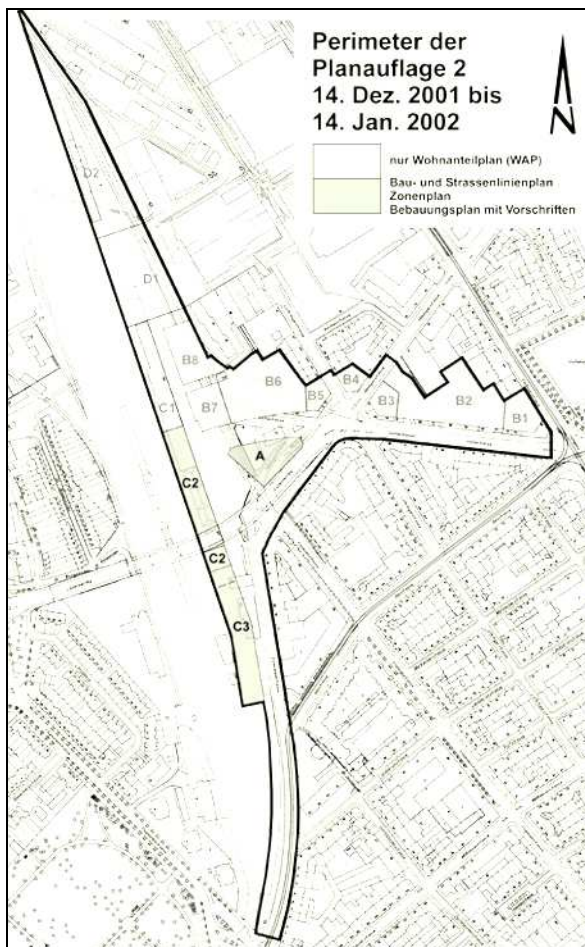 Perimeter der
Planauflage 2
14. Dez. 2001 bis
14. Jan. 2002
N
nur Wohnanteilplan (WAP)
Bau- und Strassenlinienplan
Zonenplan
Bebauungsplan mit Vorschriften
D2
D1
B8
B6
B4
B5
B3
B2
B1
C1
B7
A
C2
C2
C3